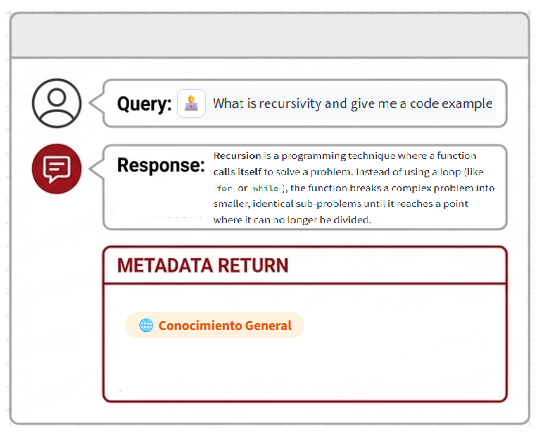 Query: What is recursivity and give me a code example
Response: Recursion is a programming technique where a function
calls itself to solve a problem. Instead of using a loop (like
for or while), the function breaks a complex problem into
smaller, identical sub-problems until it reaches a point
where it can no longer be divided.
METADATA RETURN
Conocimiento General